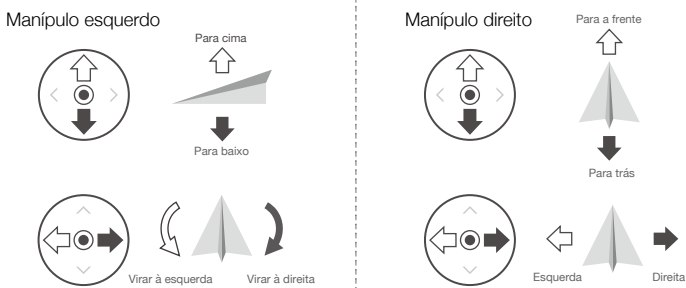 Manípulo esquerdo
Para cima
Para baixo
Virar à esquerda
Virar à direita
Manípulo direito
Para a frente
Para trás
Esquerda
Direita